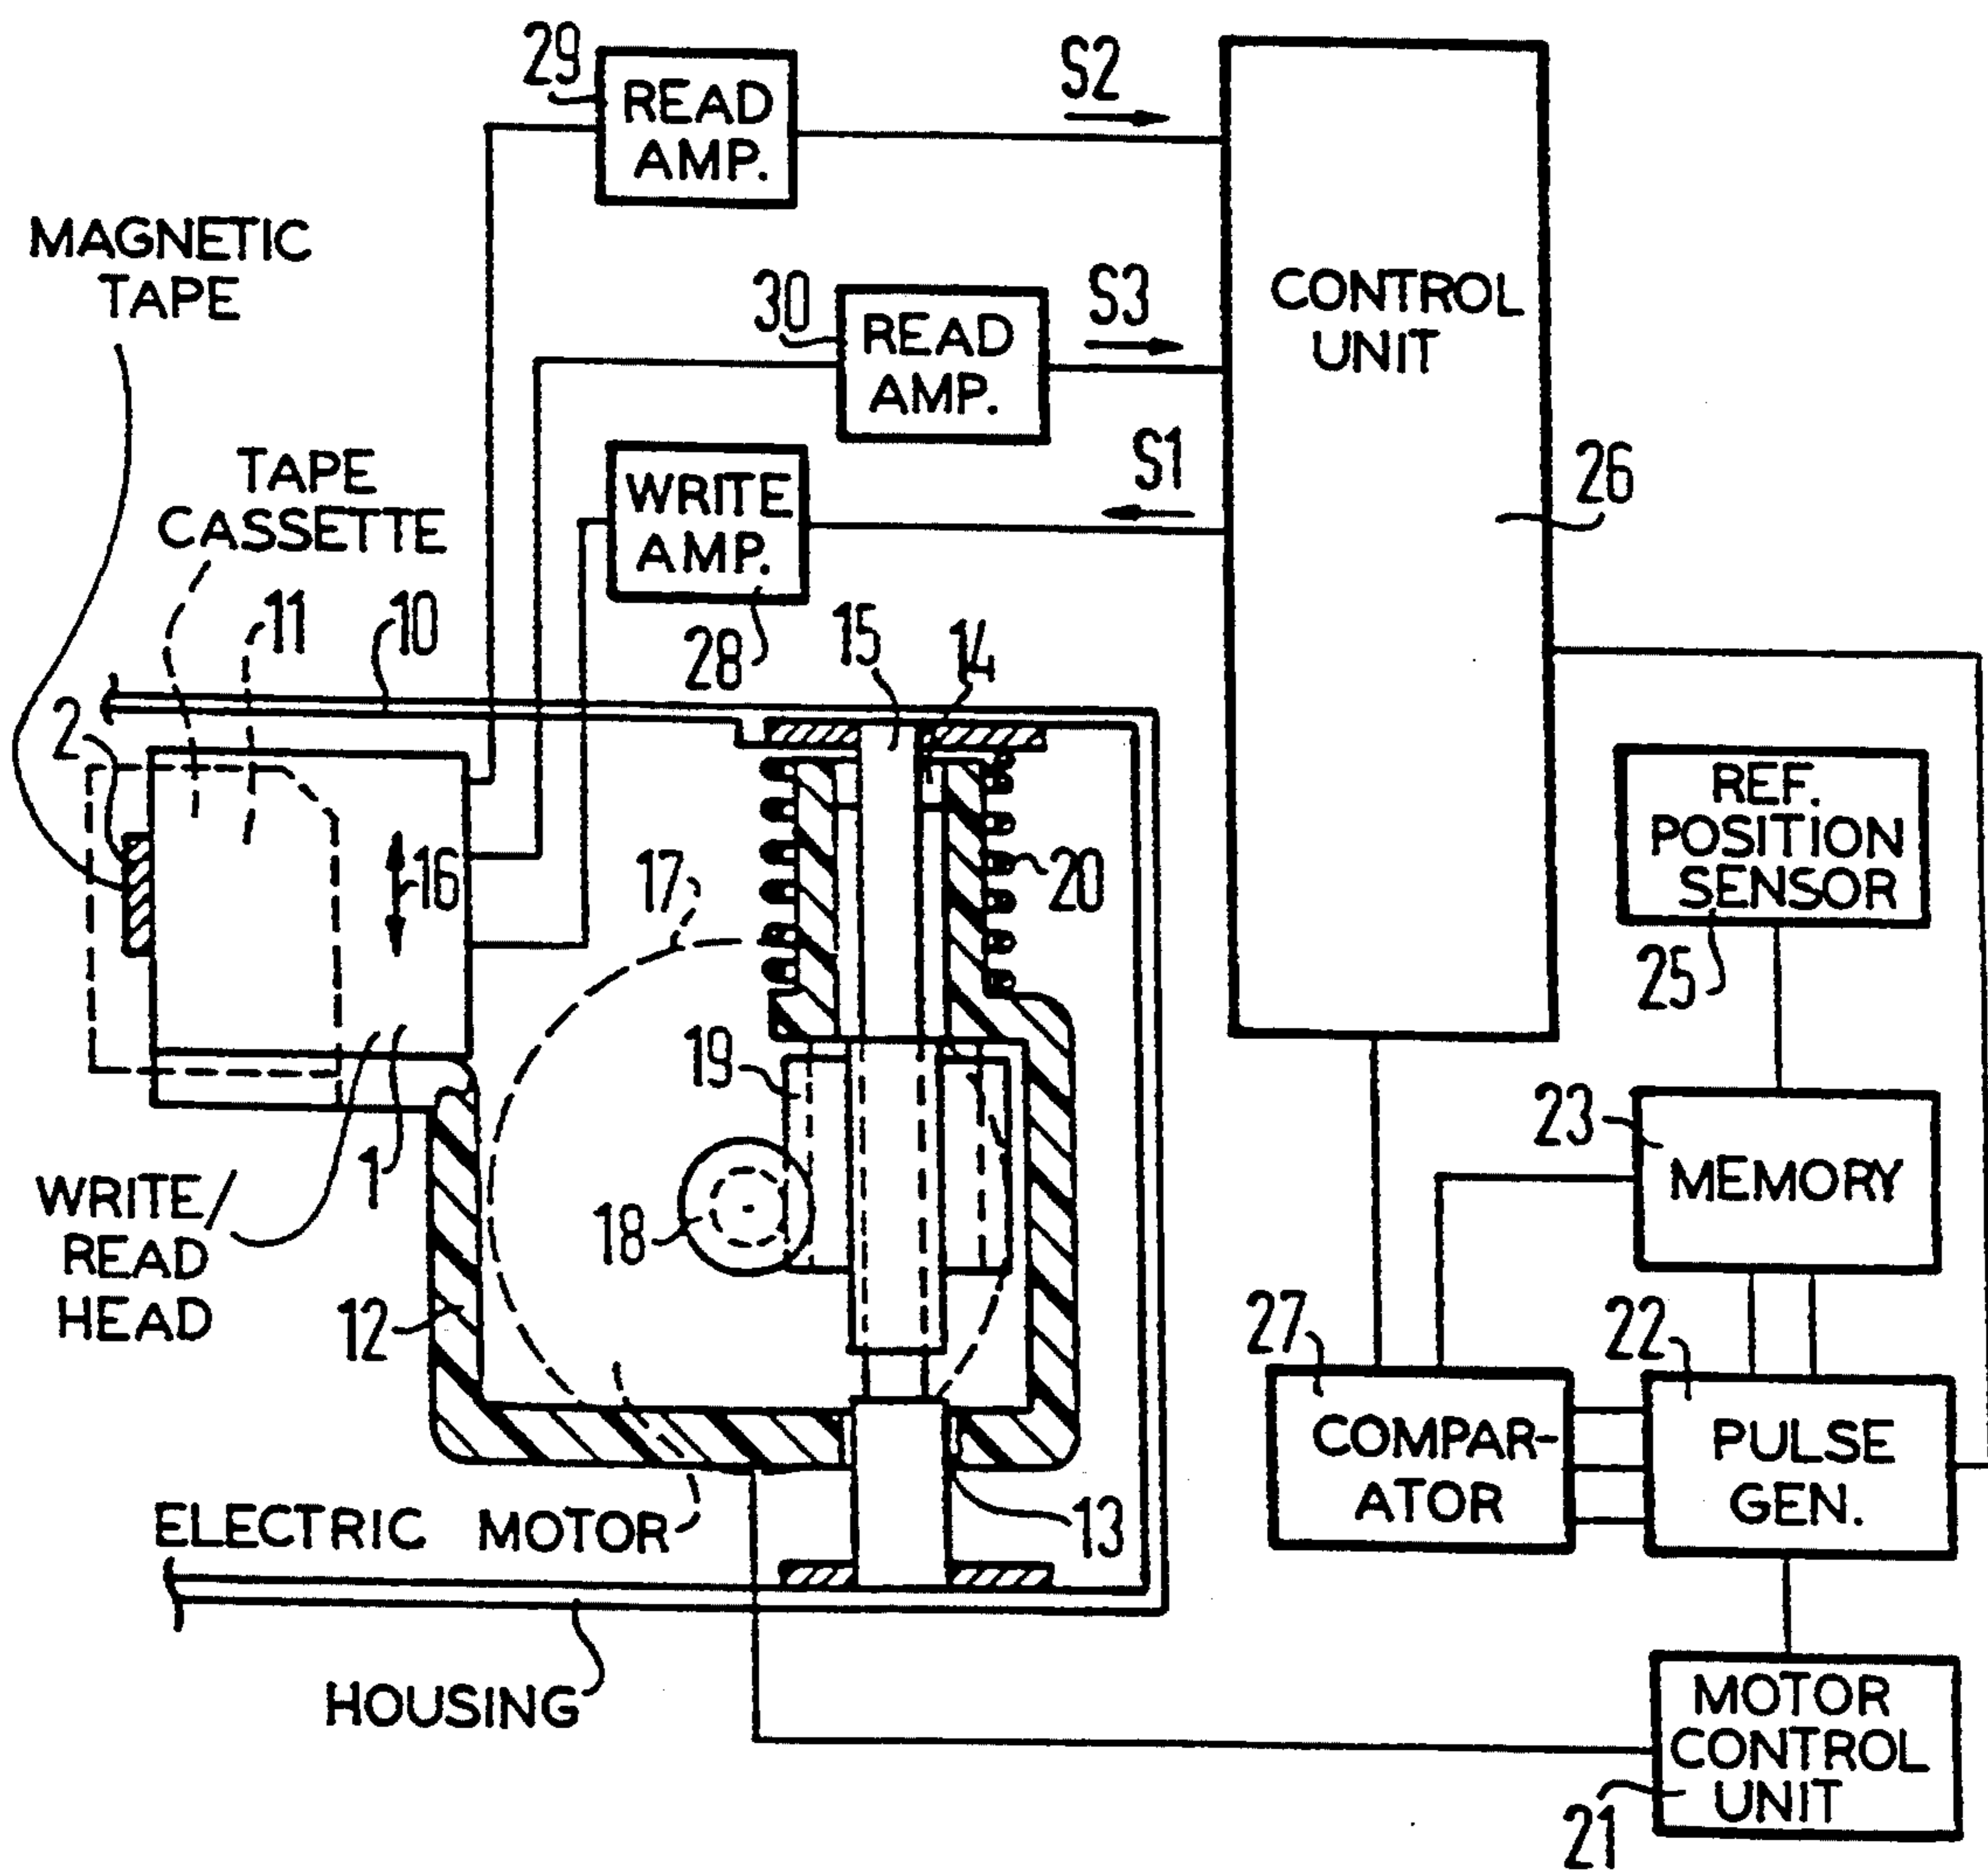 29
READ
AMP.
S2
MAGNETIC
TAPE
30
READ
AMP.
S3
CONTROL
UNIT
TAPE
CASSETTE
WRITE
AMP.
S1
26
11
10
28
15
14
2
REF.
POSITION
SENSOR
25
16
17
20
19
1
WRITE/
READ
HEAD
18
12
23
MEMORY
27
COMPAR-
ATOR
22
PULSE
GEN.
ELECTRIC MOTOR
13
HOUSING
MOTOR
CONTROL
UNIT
21